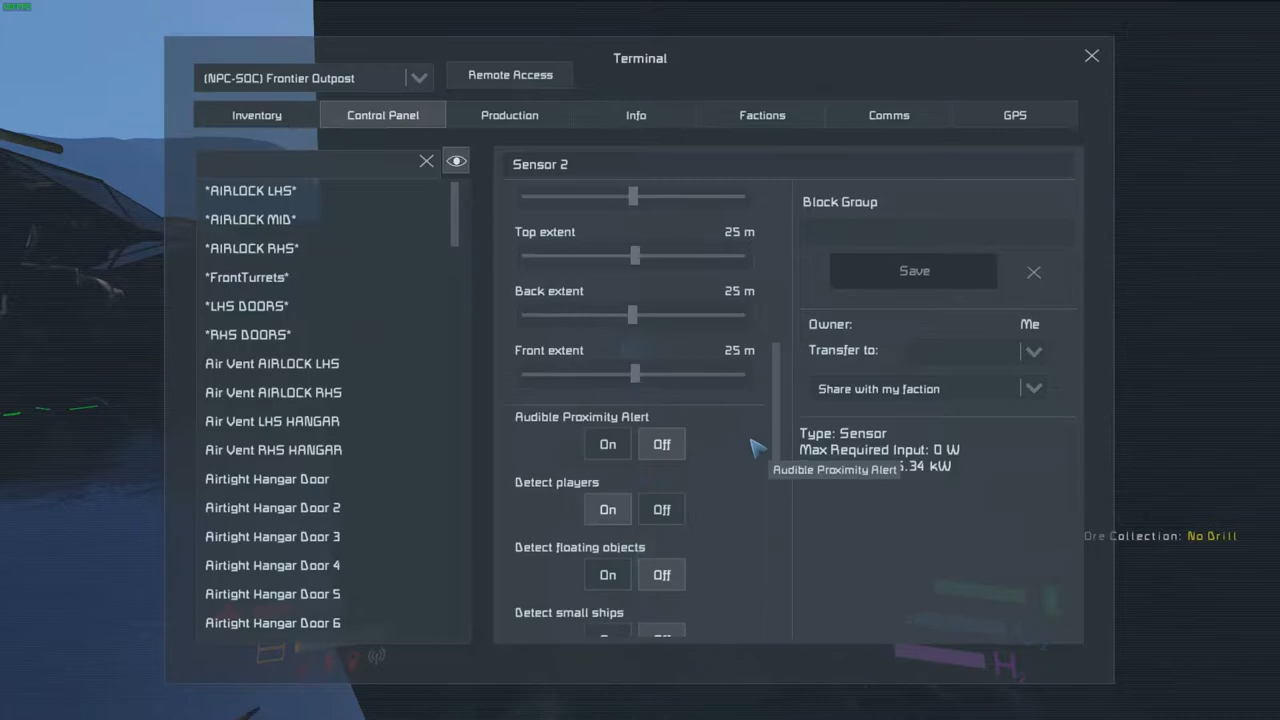 Terminal
(NPC-SOC) Frontier Outpost
Remote Access
Inventory
Control Panel
Production
Info
Factions
Comms
GPS
*AIRLOCK LHS*
*AIRLOCK MID*
*AIRLOCK RHS*
*FrontTurrets*
*LHS DOORS*
*RHS DOORS*
Air Vent AIRLOCK LHS
Air Vent AIRLOCK RHS
Air Vent LHS HANGAR
Air Vent RHS HANGAR
Airtight Hangar Door
Airtight Hangar Door 2
Airtight Hangar Door 3
Airtight Hangar Door 4
Airtight Hangar Door 5
Airtight Hangar Door 6
Sensor 2
Top extent 25 m
Back extent 25 m
Front extent 25 m
Audible Proximity Alert
On Off
Detect players
On Off
Detect floating objects
On Off
Detect small ships
Block Group
Save
Owner: Me
Transfer to:
Share with my faction
Type: Sensor
Max Required Input: 0 W
.34 kW
Audible Proximity Alert
Ore Collection: No Drill